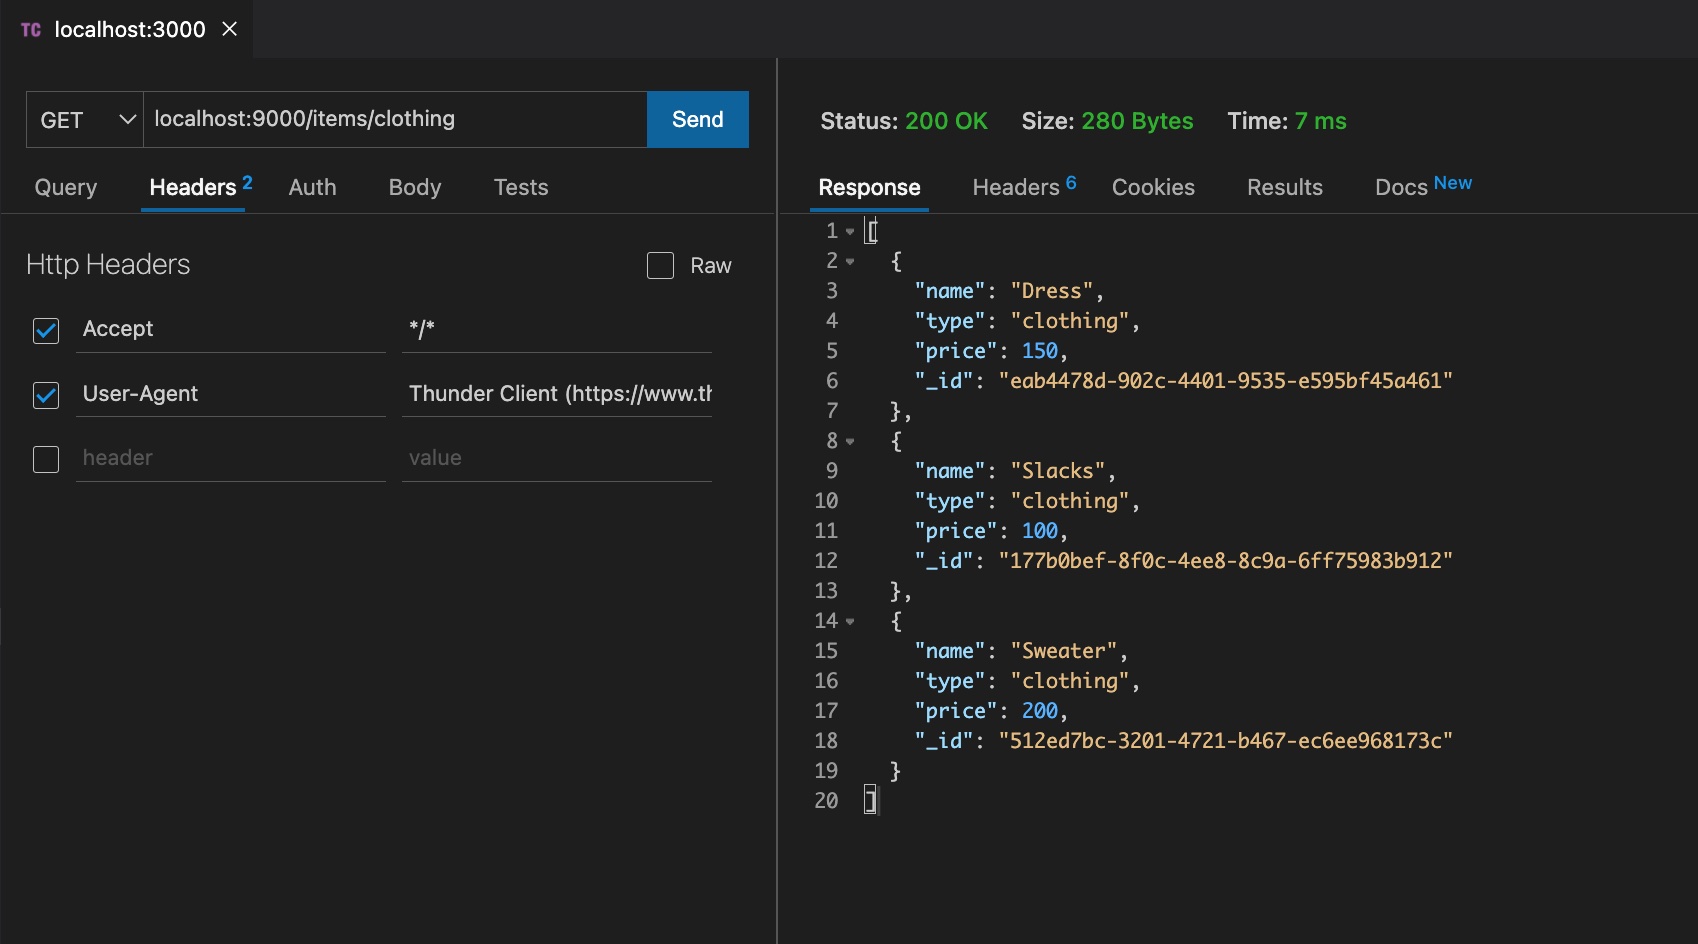 TC localhost:3000
GET localhost:9000/items/clothing Send
Query Headers 2 Auth Body Tests
Http Headers Raw
Accept */*
User-Agent Thunder Client (https://www.th
header value
Status: 200 OK Size: 280 Bytes Time: 7 ms
Response Headers 6 Cookies Results Docs New
1 [
2 {
3 "name": "Dress",
4 "type": "clothing",
5 "price": 150,
6 "_id": "eab4478d-902c-4401-9535-e595bf45a461"
7 },
8 {
9 "name": "Slacks",
10 "type": "clothing",
11 "price": 100,
12 "_id": "177b0bef-8f0c-4ee8-8c9a-6ff75983b912"
13 },
14 {
15 "name": "Sweater",
16 "type": "clothing",
17 "price": 200,
18 "_id": "512ed7bc-3201-4721-b467-ec6ee968173c"
19 }
20 ]